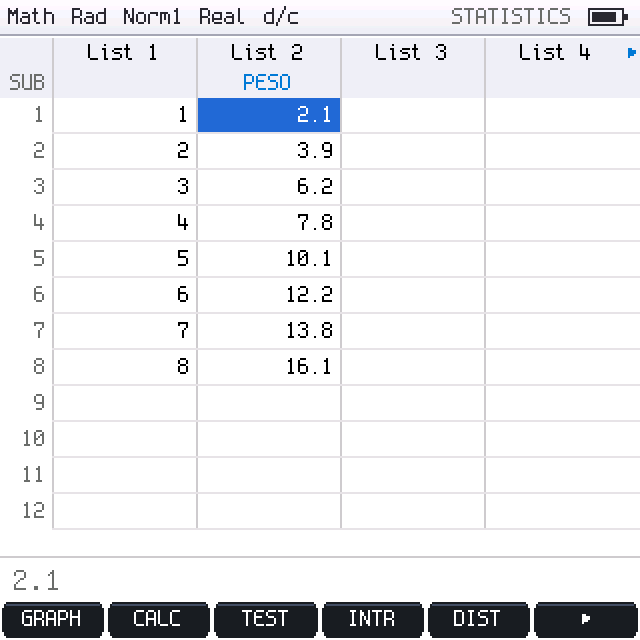 Math Rad Norm1 Real d/c STATISTICS
List 1 List 2 List 3 List 4
SUB PESO
1 1 2.1
2 2 3.9
3 3 6.2
4 4 7.8
5 5 10.1
6 6 12.2
7 7 13.8
8 8 16.1
9
10
11
12
2.1
GRAPH CALC TEST INTR DIST